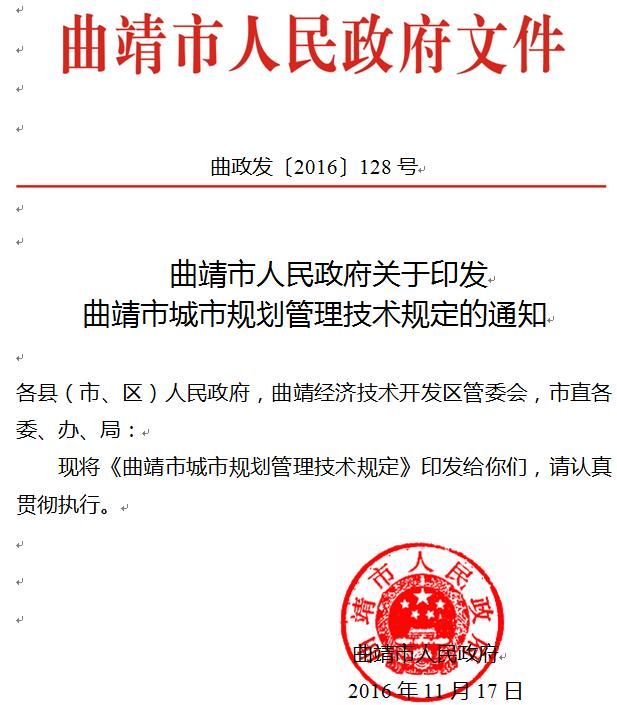 曲靖市人民政府文件
曲政发〔2016〕128 号
曲靖市人民政府关于印发
曲靖市城市规划管理技术规定的通知
各县（市、区）人民政府，曲靖经济技术开发区管委会，市直各
委、办、局：
现将《曲靖市城市规划管理技术规定》印发给你们，请认真
贯彻执行。
曲靖市人民政府
曲靖市人民政府
2016 年 11 月 17 日